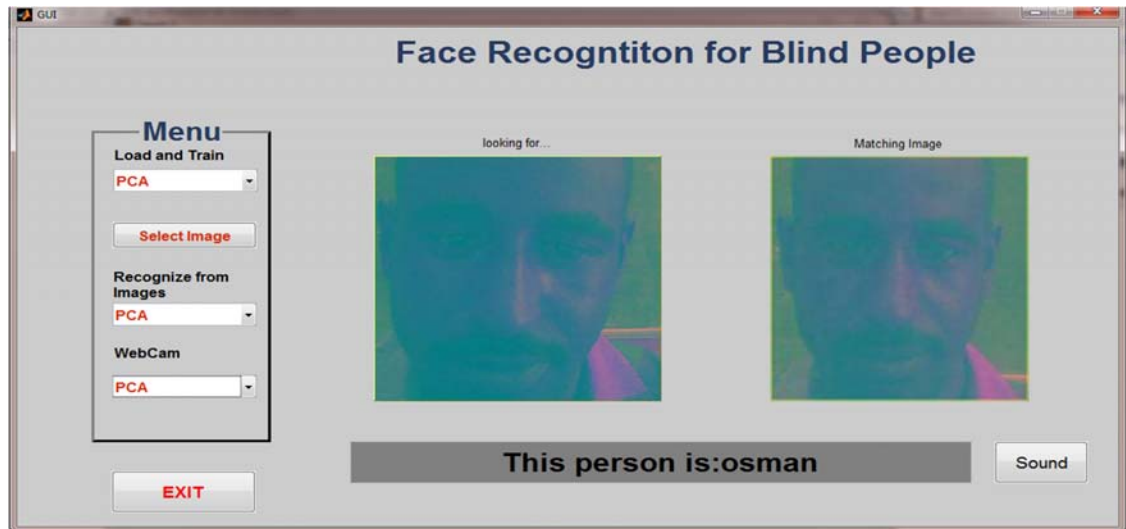 GUI
Face Recogntiton for Blind People
Menu
Load and Train
PCA
Select Image
Recognize from
Images
PCA
WebCam
PCA
EXIT
looking for...
Matching Image
This person is:osman
Sound